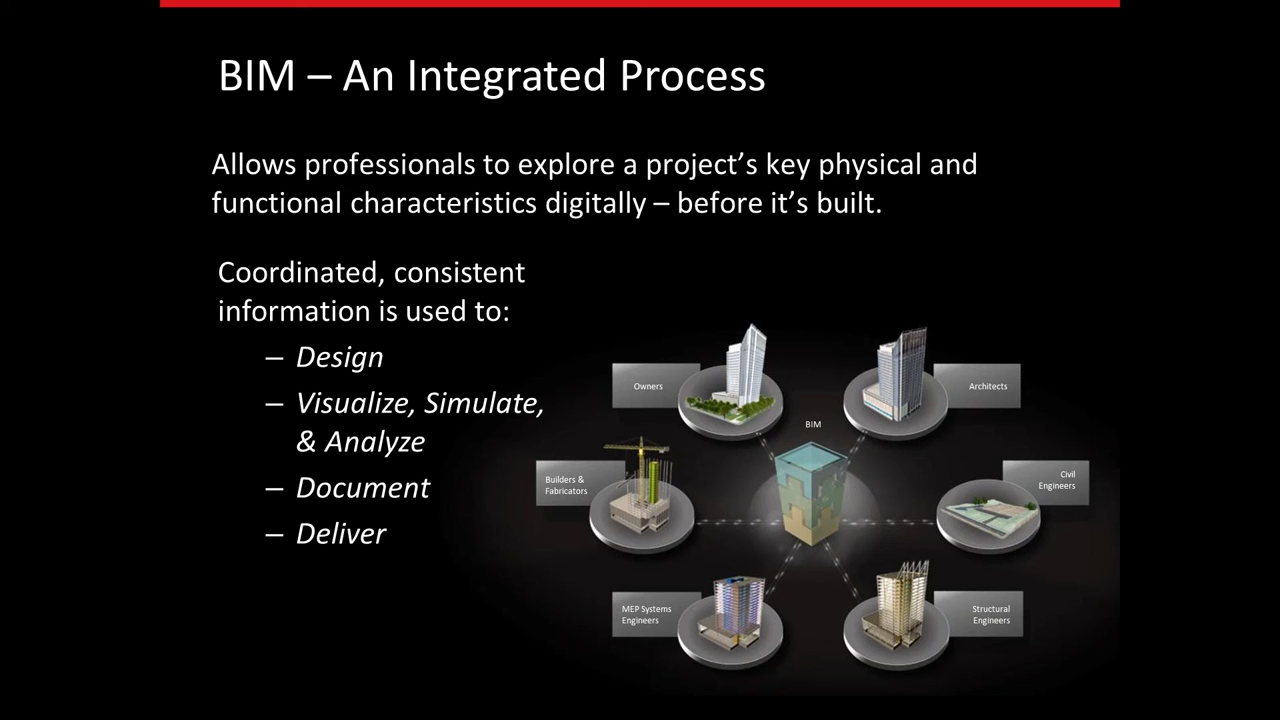 BIM – An Integrated Process
Allows professionals to explore a project’s key physical and
functional characteristics digitally – before it’s built.
Coordinated, consistent
information is used to:
– Design
– Visualize, Simulate,
& Analyze
– Document
– Deliver
Owners
Architects
BIM
Builders &
Fabricators
Civil
Engineers
MEP Systems
Engineers
Structural
Engineers